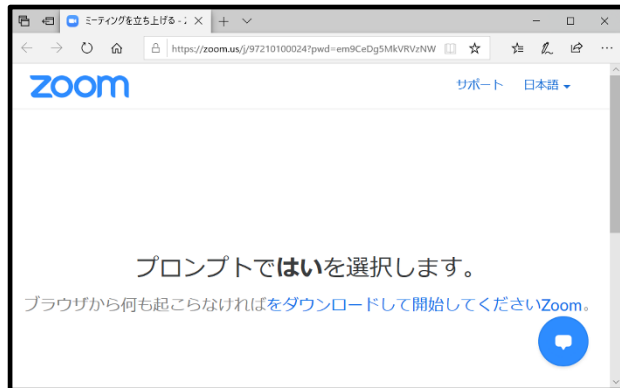 ミーティングを立ち上げる - Z
https://zoom.us/j/97210100024?pwd=em9CeDg5MkVRVzNW
zoom
サポート 日本語
プロンプトではいを選択します。
ブラウザから何も起こらなければをダウンロードして開始してくださいZoom。